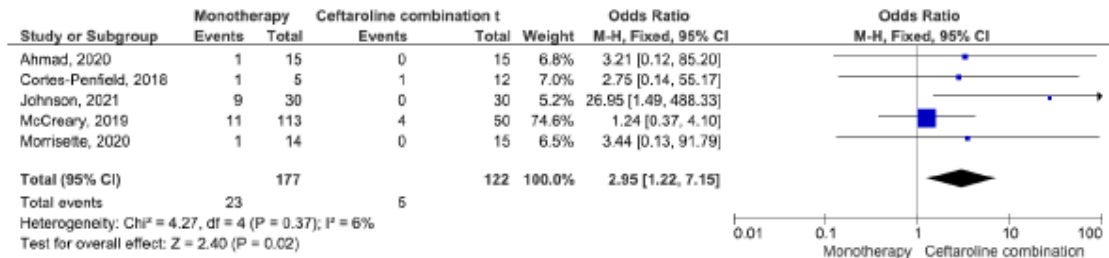 Monotherapy Ceftaroline combination t Odds Ratio Odds Ratio
Study or Subgroup Events Total Events Total Weight M-H, Fixed, 95% CI M-H, Fixed, 95% CI
Ahmad, 2020 1 15 0 15 6.8% 3.21 [0.12, 85.20]
Cortes-Penfield, 2018 1 5 1 12 7.0% 2.75 [0.14, 55.17]
Johnson, 2021 9 30 0 30 5.2% 26.95 [1.49, 488.33]
McCreary, 2019 11 113 4 50 74.6% 1.24 [0.37, 4.10]
Morrisette, 2020 1 14 0 15 6.5% 3.44 [0.13, 91.79]
Total (95% CI) 177 122 100.0% 2.95 [1.22, 7.15]
Total events 23 5
Heterogeneity: Chi² = 4.27, df = 4 (P = 0.37); I² = 6%
Test for overall effect: Z = 2.40 (P = 0.02)
0.01 0.1 1 10 100
Monotherapy Ceftaroline combination